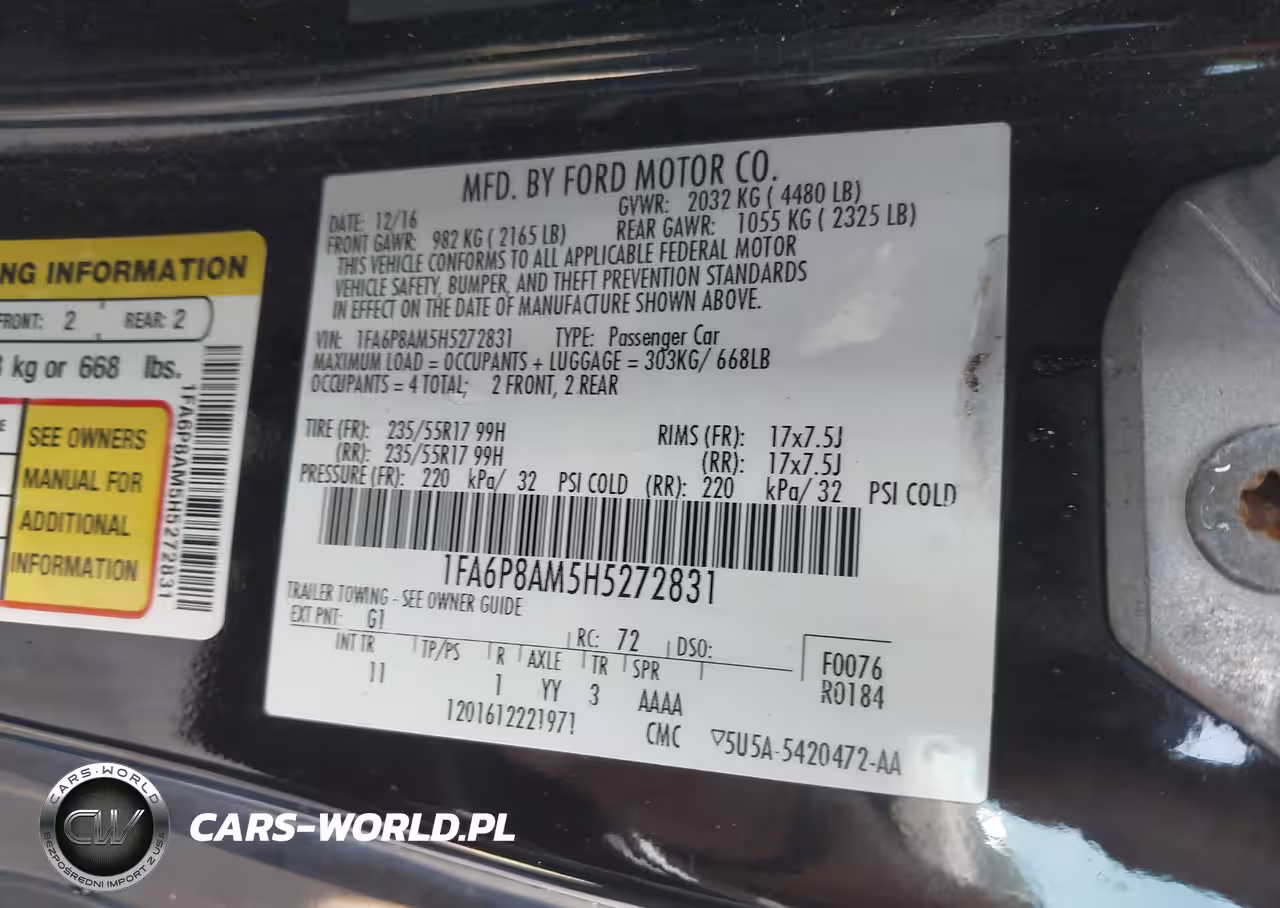 NG INFORMATION
FRONT: 2 REAR: 2
kg or 668 lbs.
SEE OWNERS
MANUAL FOR
ADDITIONAL
INFORMATION
1FA6P8AM5H5272831
MFD. BY FORD MOTOR CO.
DATE: 12/16 GVWR: 2032 KG ( 4480 LB)
FRONT GAWR: 982 KG ( 2165 LB) REAR GAWR: 1055 KG ( 2325 LB)
THIS VEHICLE CONFORMS TO ALL APPLICABLE FEDERAL MOTOR
VEHICLE SAFETY, BUMPER, AND THEFT PREVENTION STANDARDS
IN EFFECT ON THE DATE OF MANUFACTURE SHOWN ABOVE.
VIN: 1FA6P8AM5H5272831 TYPE: Passenger Car
MAXIMUM LOAD = OCCUPANTS + LUGGAGE = 303KG/ 668LB
OCCUPANTS = 4 TOTAL; 2 FRONT, 2 REAR
TIRE (FR): 235/55R17 99H RIMS (FR): 17x7.5J
(RR): 235/55R17 99H (RR): 17x7.5J
PRESSURE (FR): 220 kPa/ 32 PSI COLD (RR): 220 kPa/ 32 PSI COLD
1FA6P8AM5H5272831
TRAILER TOWING - SEE OWNER GUIDE
EXT PNT: G1 RC: 72 DSO:
INT TR TP/PS R AXLE TR SPR F0076
11 1 YY 3 AAAA R0184
1201612221971 CMC ▽5U5A-5420472-AA
CARS-WORLD
CW
BEZPOŚREDNI IMPORT Z USA
CARS-WORLD.PL